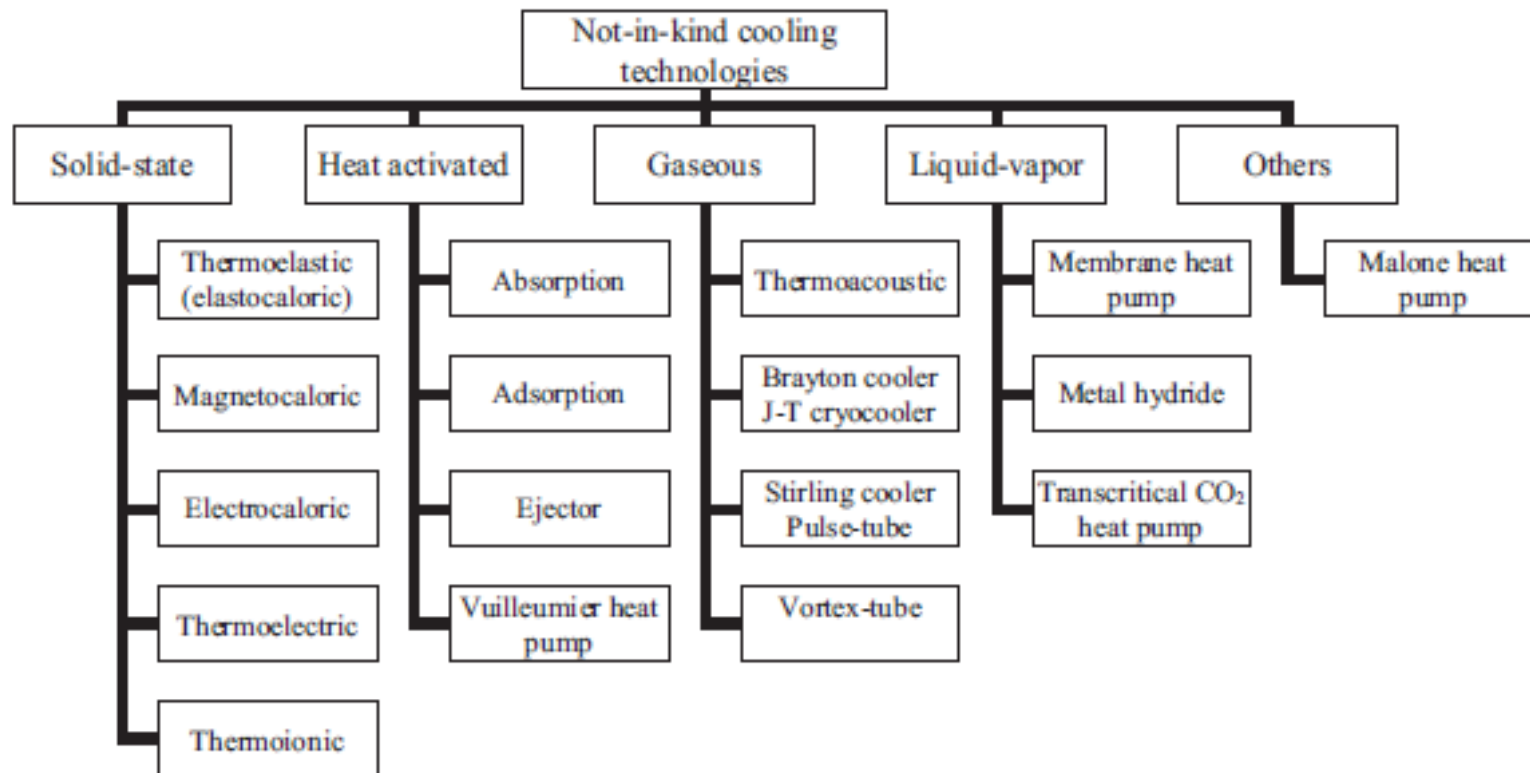 Not-in-kind cooling
technologies
Solid-state
Heat activated
Gaseous
Liquid-vapor
Others
Thermoelastic
(elastocaloric)
Magnetocaloric
Electrocaloric
Thermoelectric
Thermoionic
Absorption
Adsorption
Ejector
Vuilleumier heat
pump
Thermoacoustic
Brayton cooler
J-T cryocooler
Stirling cooler
Pulse-tube
Vortex-tube
Membrane heat
pump
Metal hydride
Transcritical CO₂
heat pump
Malone heat
pump